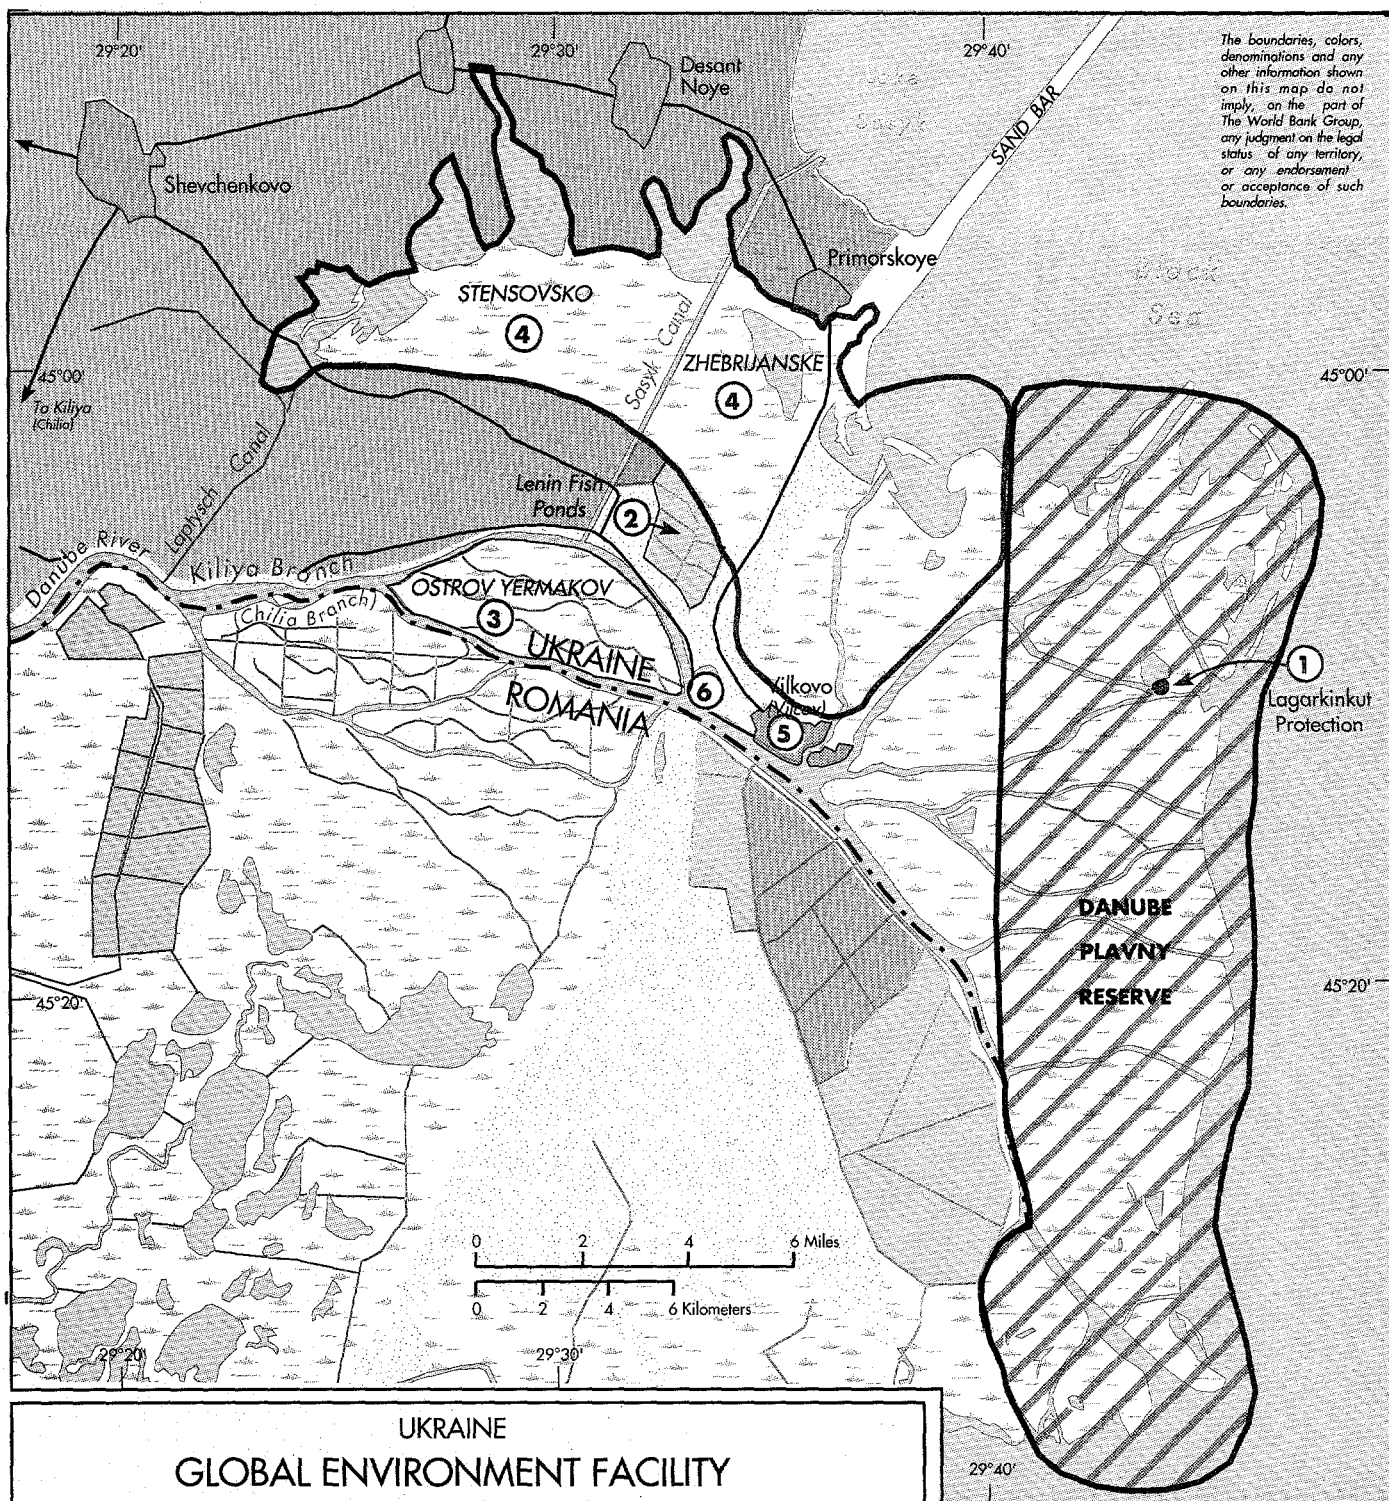 29°20'
29°30'
29°40'
The boundaries, colors,
denominations and any
other information shown
on this map do not
imply, on the part of
The World Bank Group,
any judgment on the legal
status of any territory,
or any endorsement
or acceptance of such
boundaries.
Desant
Noye
SAND BAR
Shevchenkovo
Primorskoye
Black
Sea
STENSOVSKO
4
ZHEBRIJANSKE
4
Sasyk Canal
45°00'
45°00'
To Kiliya
(Chilia)
Laptysch Canal
Lenin Fish
Ponds
2
Danube River
Kiliya Branch
(Chilia Branch)
OSTROV YERMAKOV
3
UKRAINE
ROMANIA
6
Vilkovo
(Vilcov)
5
1
Lagarkinkut
Protection
DANUBE
PLAVNY
RESERVE
45°20'
45°20'
0 2 4 6 Miles
0 2 4 6 Kilometers
29°20'
29°30'
29°40'
UKRAINE
GLOBAL ENVIRONMENT FACILITY